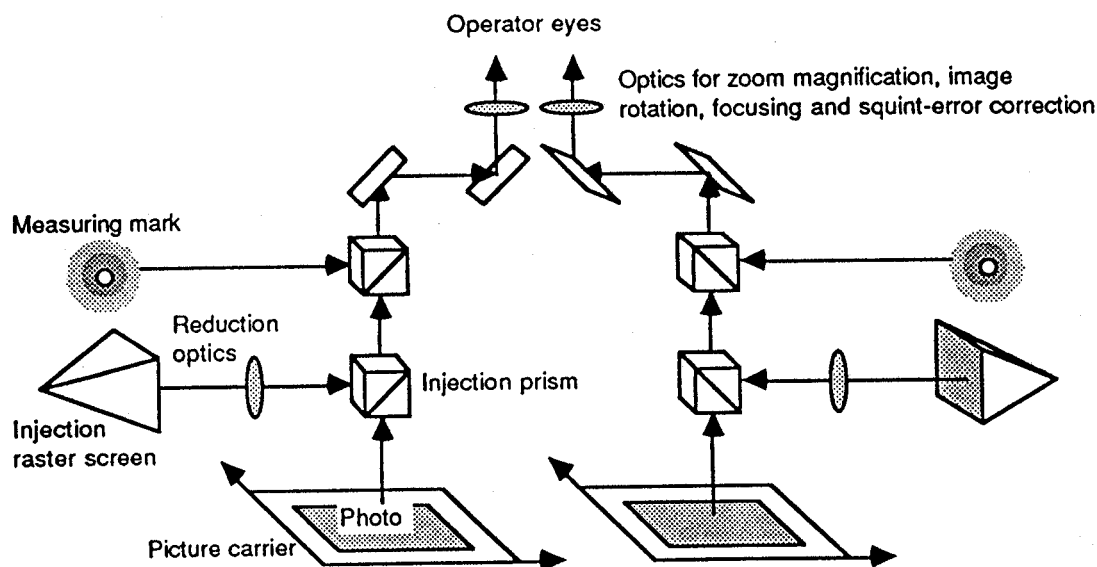 Operator eyes
Optics for zoom magnification, image
rotation, focusing and squint-error correction
Measuring mark
Reduction
optics
Injection prism
Injection
raster screen
Photo
Picture carrier